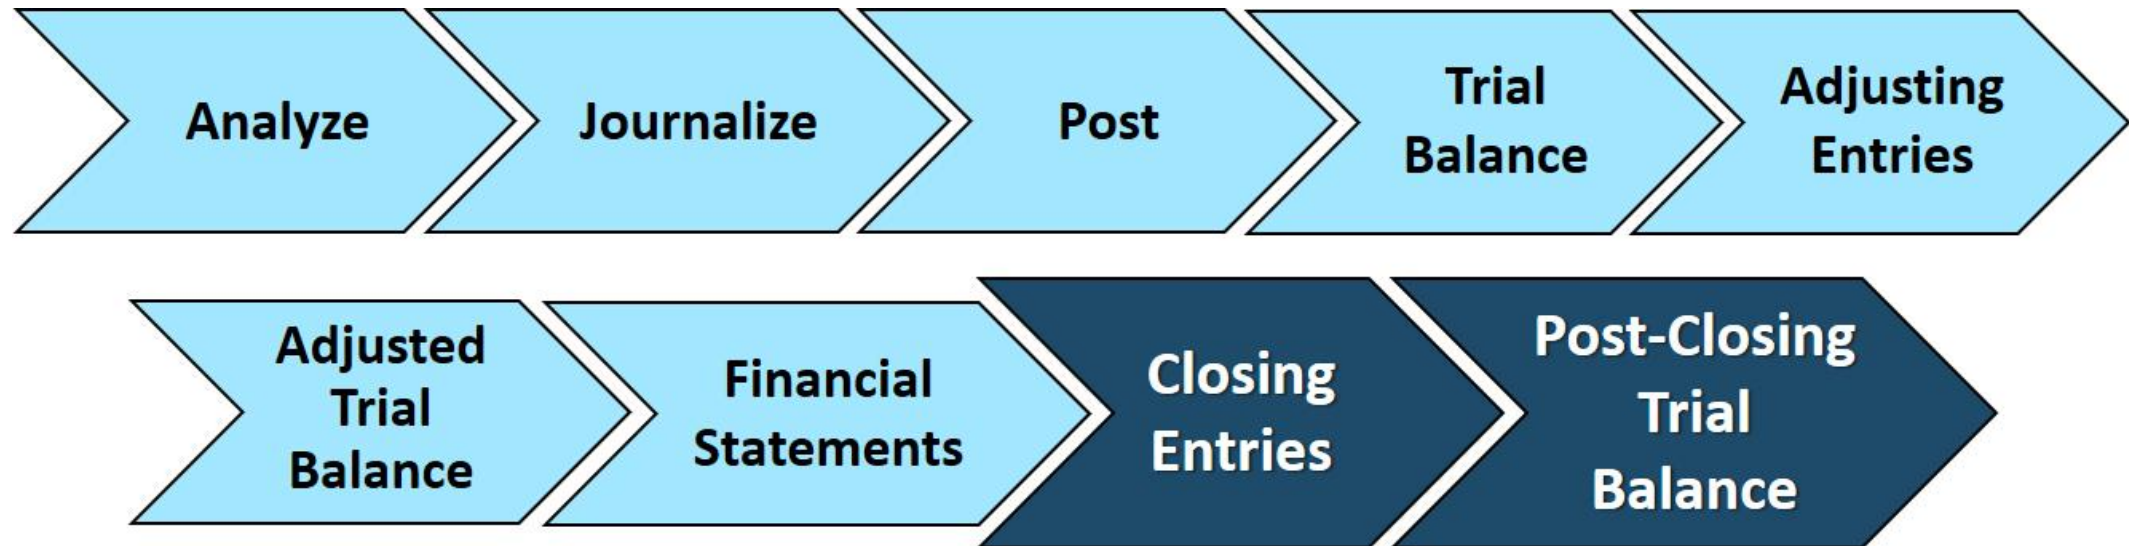 Analyze
Journalize
Post
Trial
Balance
Adjusting
Entries
Adjusted
Trial
Balance
Financial
Statements
Closing
Entries
Post-Closing
Trial
Balance